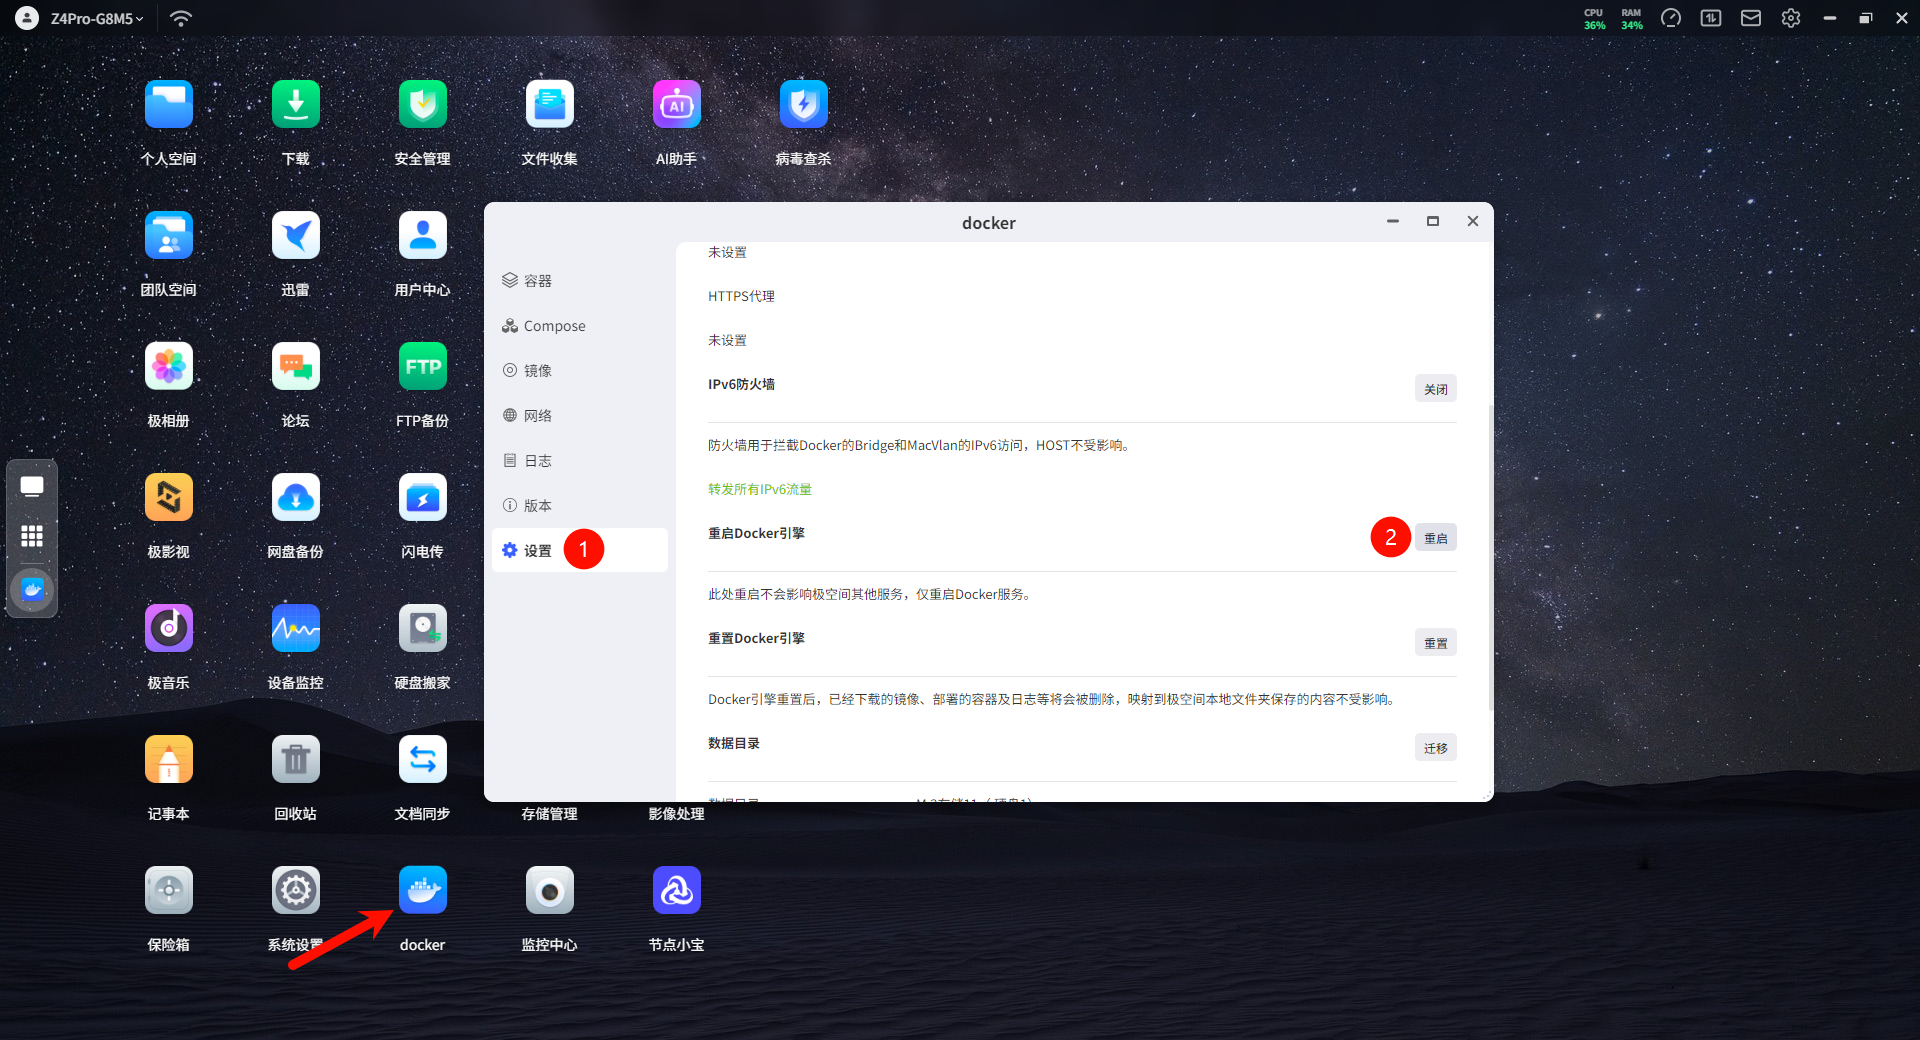 Z4Pro-G8M5
CPU
36%
RAM
34%
个人空间
下载
安全管理
文件收集
AI助手
病毒查杀
团队空间
迅雷
用户中心
极相册
论坛
FTP
FTP备份
极影视
网盘备份
闪电传
极音乐
设备监控
硬盘搬家
记事本
回收站
文档同步
存储管理
影像处理
保险箱
系统设置
docker
监控中心
节点小宝
docker
容器
Compose
镜像
网络
日志
版本
设置
1
未设置
HTTPS代理
未设置
IPv6防火墙
关闭
防火墙用于拦截Docker的Bridge和MacVlan的IPv6访问，HOST不受影响。
转发所有IPv6流量
重启Docker引擎
2
重启
此处重启不会影响极空间其他服务，仅重启Docker服务。
重置Docker引擎
重置
Docker引擎重置后，已经下载的镜像、部署的容器及日志等将会被删除，映射到极空间本地文件夹保存的内容不受影响。
数据目录
迁移